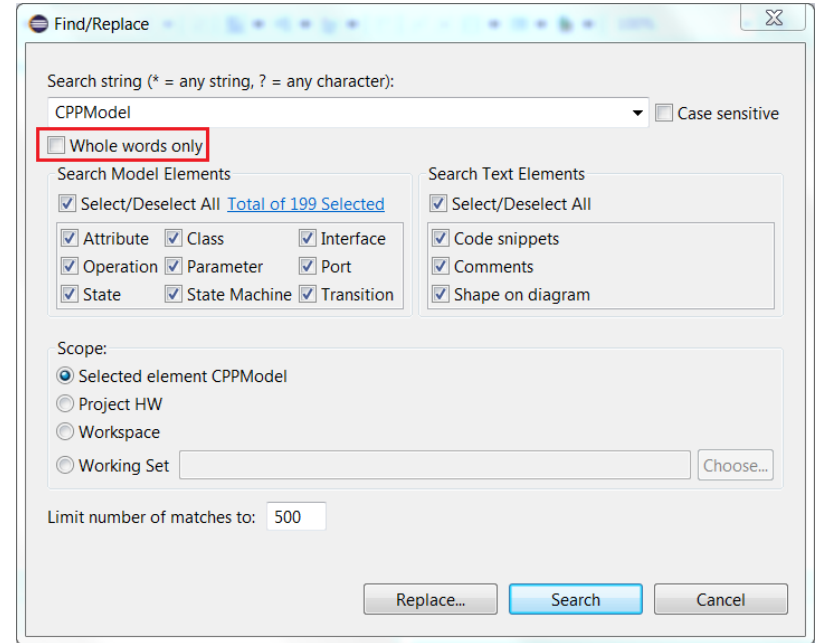 Find/Replace
Search string (* = any string, ? = any character):
CPPModel
Case sensitive
Whole words only
Search Model Elements
Search Text Elements
Select/Deselect All Total of 199 Selected
Select/Deselect All
Attribute Class Interface
Code snippets
Operation Parameter Port
Comments
State State Machine Transition
Shape on diagram
Scope:
Selected element CPPModel
Project HW
Workspace
Working Set
Choose...
Limit number of matches to: 500
Replace... Search Cancel